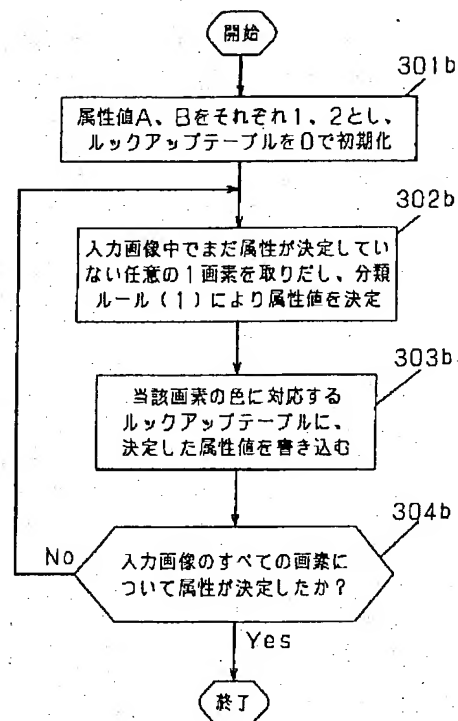 開始
301b
属性値A、Bをそれぞれ1、2とし、
ルックアップテーブルを0で初期化
302b
入力画像中でまだ属性が決定してい
ない任意の1画素を取りだし、分類
ルール(1)により属性値を決定
303b
当該画素の色に対応する
ルックアップテーブルに、
決定した属性値を書き込む
304b
入力画像のすべての画素に
ついて属性が決定したか？
No
Yes
終了